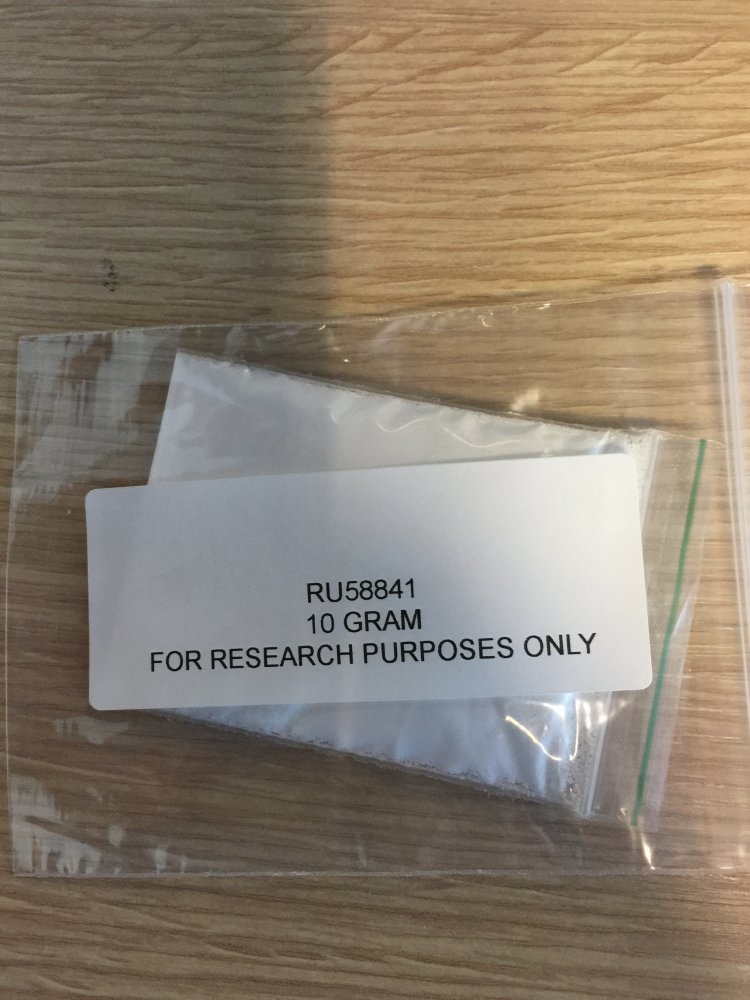 RU58841
10 GRAM
FOR RESEARCH PURPOSES ONLY